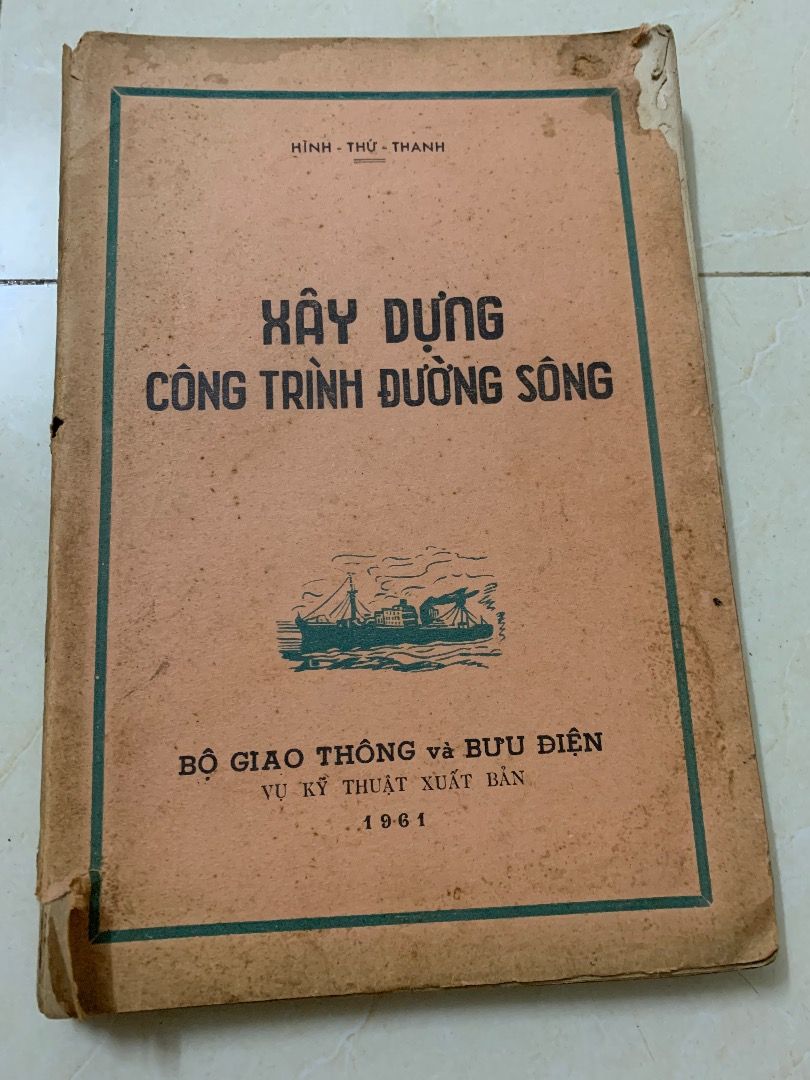 HÌNH - THỨ - THANH
XÂY DỰNG
CÔNG TRÌNH ĐƯỜNG SÔNG
BỘ GIAO THÔNG và BƯU ĐIỆN
VỤ KỸ THUẬT XUẤT BẢN
1961